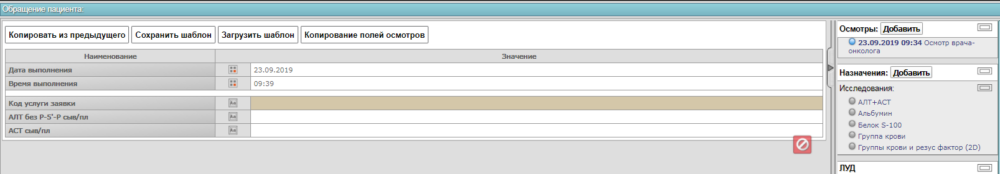 Обращение пациента:
Копировать из предыдущего Сохранить шаблон Загрузить шаблон Копирование полей осмотров
Наименование Значение
Дата выполнения 23.09.2019
Время выполнения 09:39
Код услуги заявки Aa
АЛТ без P-5'-P сыв/пл Aa
АСТ сыв/пл Aa
Осмотры: Добавить
23.09.2019 09:34 Осмотр врача-
онколога
Назначения: Добавить
Исследования:
АЛТ+АСТ
Альбумин
Белок S-100
Группа крови
Группы крови и резус фактор (2D)
ЛУД